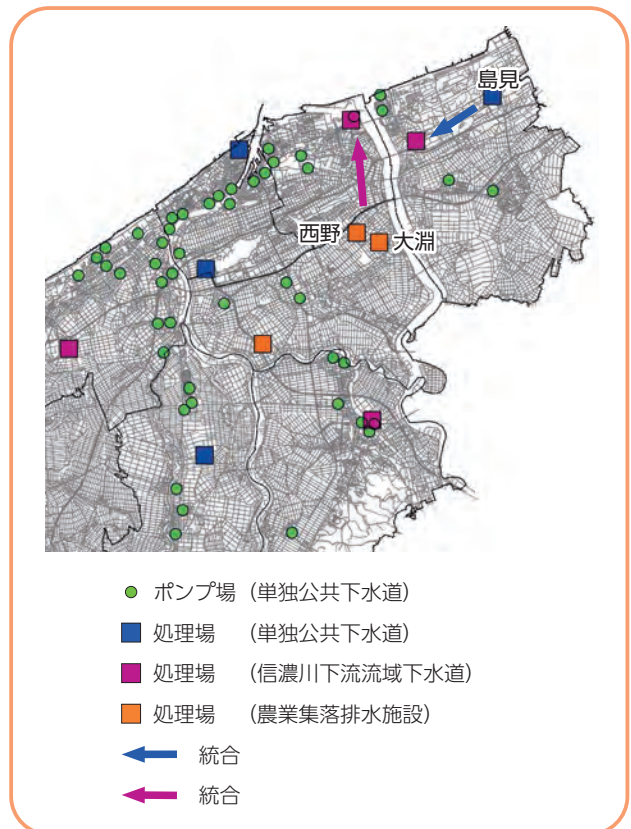 島見
西野
大淵
ポンプ場（単独公共下水道）
処理場　（単独公共下水道）
処理場　（信濃川下流流域下水道）
処理場　（農業集落排水施設）
統合
統合